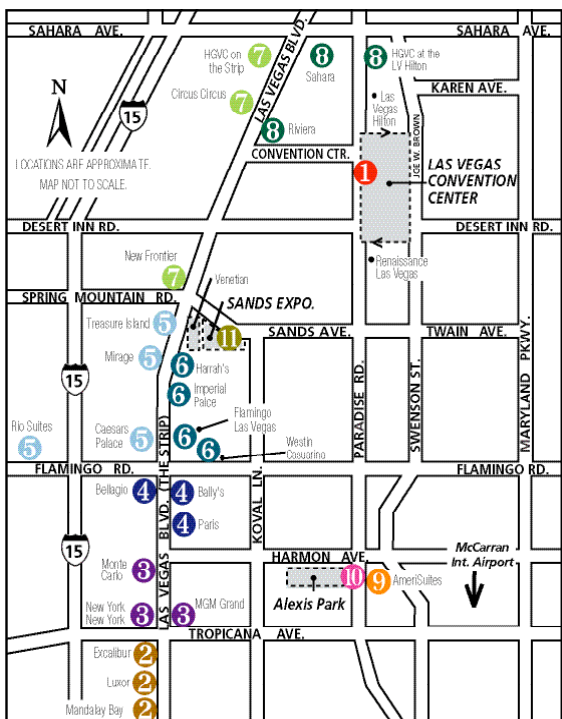 SAHARA AVE.
SAHARA AVE.
HGVC on
the Strip
7
LAS VEGAS BLVD.
8
Sahara
8
HGVC at the
LV Hilton
KAREN AVE.
N
15
Circus Circus
7
8
Riviera
Las
Vegas
Hilton
CONVENTION CTR.
JOE W. BROWN
LOCATIONS ARE APPROXIMATE.
MAP NOT TO SCALE.
1
LAS VEGAS
CONVENTION
CENTER
DESERT INN RD.
DESERT INN RD.
New Frontier
7
Venetian
Renaissance
Las Vegas
SPRING MOUNTAIN RD.
SANDS EXPO.
Treasure Island
5
11
SANDS AVE.
TWAIN AVE.
Mirage
5
6
Harrah's
15
6
Imperial
Palce
PARADISE RD.
SWENSON ST.
MARYLAND PKWY.
Rio Suites
5
Caesars
Palace
5
6
Flamingo
Las Vegas
6
Westin
Casuarina
FLAMINGO RD.
FLAMINGO RD.
LAS VEGAS BLVD. (THE STRIP)
KOVAL LN.
Bellagio
4
4
Bally's
4
Paris
15
HARMON AVE.
McCarran
Int. Airport
Monte
Carlo
3
10
9
AmeriSuites
Alexis Park
New York
New York
3
3
MGM Grand
TROPICANA AVE.
Excalibur
2
Luxor
2
Mandalay Bay
2